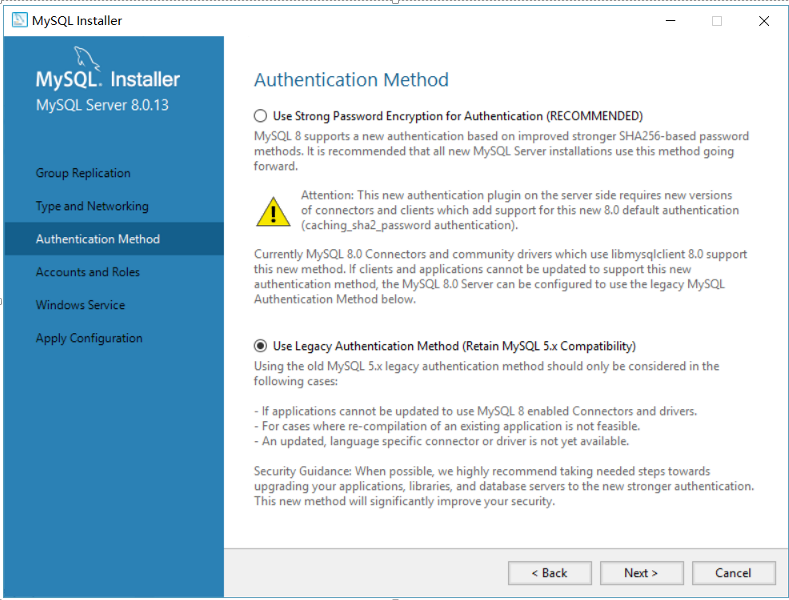 MySQL Installer
MySQL. Installer
MySQL Server 8.0.13
Group Replication
Type and Networking
Authentication Method
Accounts and Roles
Windows Service
Apply Configuration
Authentication Method
Use Strong Password Encryption for Authentication (RECOMMENDED)
MySQL 8 supports a new authentication based on improved stronger SHA256-based password
methods. It is recommended that all new MySQL Server installations use this method going
forward.
Attention: This new authentication plugin on the server side requires new versions
of connectors and clients which add support for this new 8.0 default authentication
(caching_sha2_password authentication).
Currently MySQL 8.0 Connectors and community drivers which use libmysqlclient 8.0 support
this new method. If clients and applications cannot be updated to support this new
authentication method, the MySQL 8.0 Server can be configured to use the legacy MySQL
Authentication Method below.
Use Legacy Authentication Method (Retain MySQL 5.x Compatibility)
Using the old MySQL 5.x legacy authentication method should only be considered in the
following cases:
- If applications cannot be updated to use MySQL 8 enabled Connectors and drivers.
- For cases where re-compilation of an existing application is not feasible.
- An updated, language specific connector or driver is not yet available.
Security Guidance: When possible, we highly recommend taking needed steps towards
upgrading your applications, libraries, and database servers to the new stronger authentication.
This new method will significantly improve your security.
< Back
Next >
Cancel